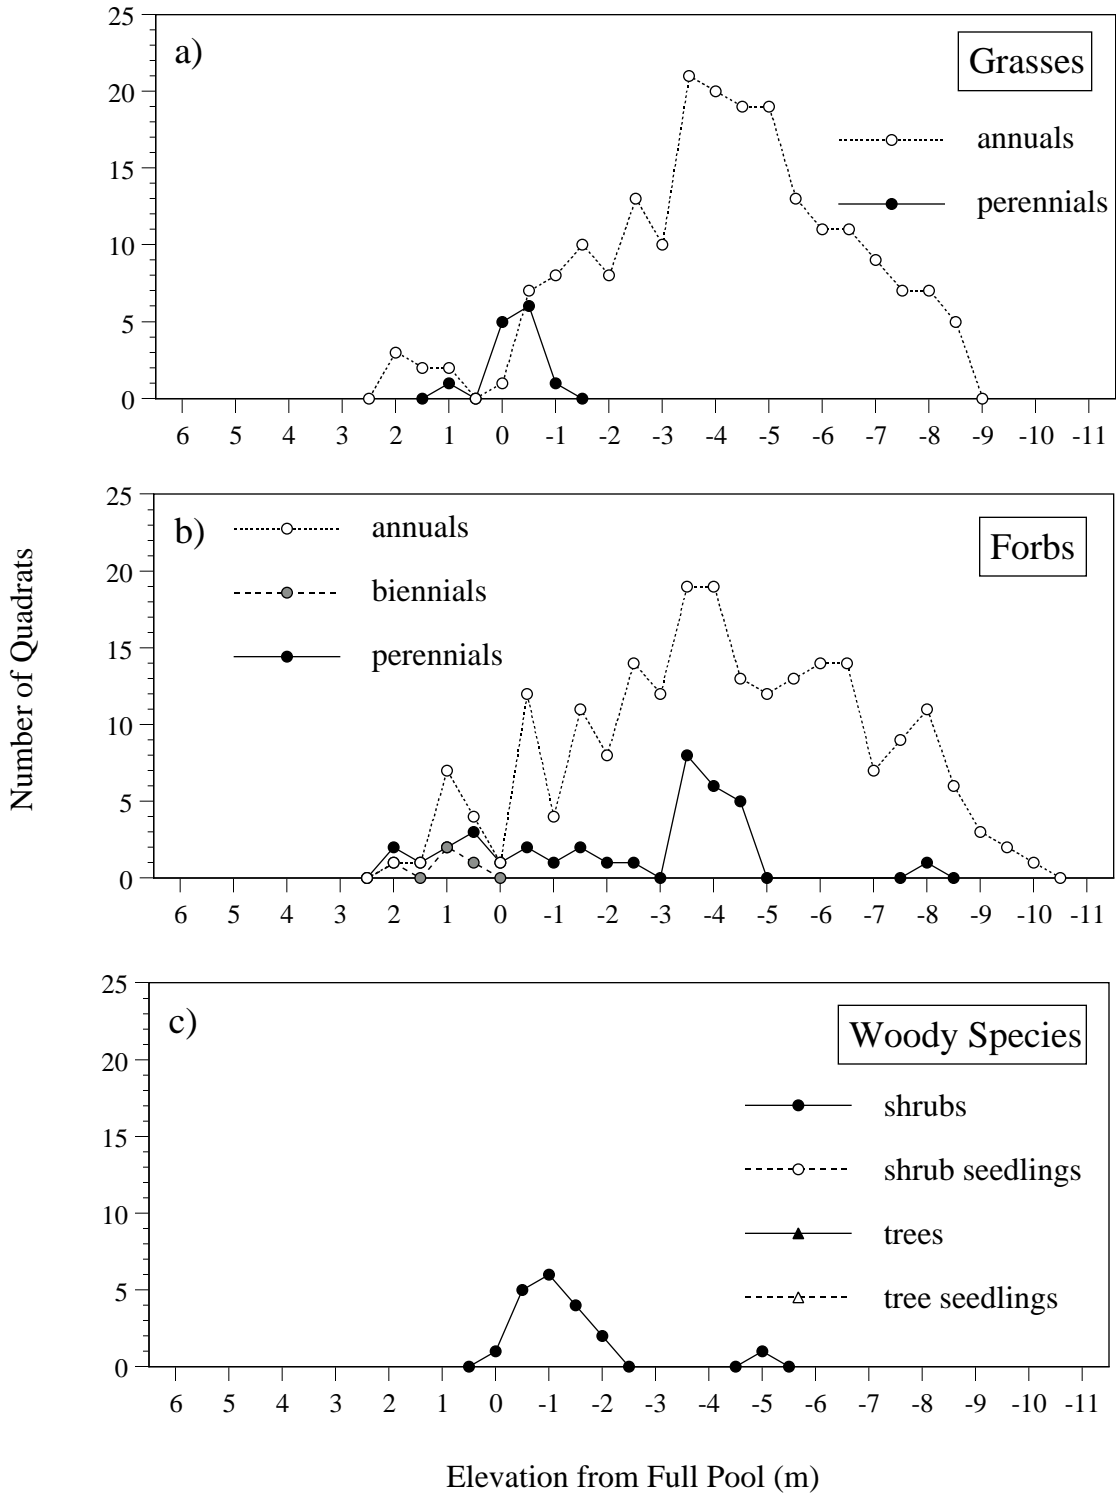 25
a)
Grasses
20
annuals
15
perennials
10
5
0
6 5 4 3 2 1 0 -1 -2 -3 -4 -5 -6 -7 -8 -9 -10 -11
Number of Quadrats
25
b)
annuals
Forbs
20
biennials
15
perennials
10
5
0
6 5 4 3 2 1 0 -1 -2 -3 -4 -5 -6 -7 -8 -9 -10 -11
25
c)
Woody Species
20
shrubs
15
shrub seedlings
10
trees
5
tree seedlings
0
6 5 4 3 2 1 0 -1 -2 -3 -4 -5 -6 -7 -8 -9 -10 -11
Elevation from Full Pool (m)